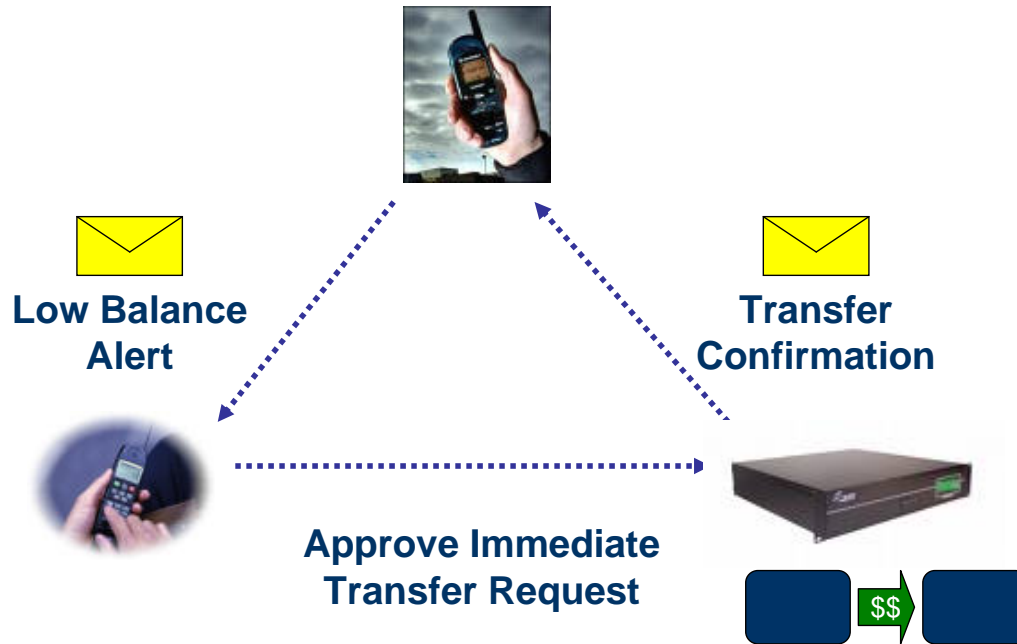 Low Balance
Alert
Transfer
Confirmation
Approve Immediate
Transfer Request
$$